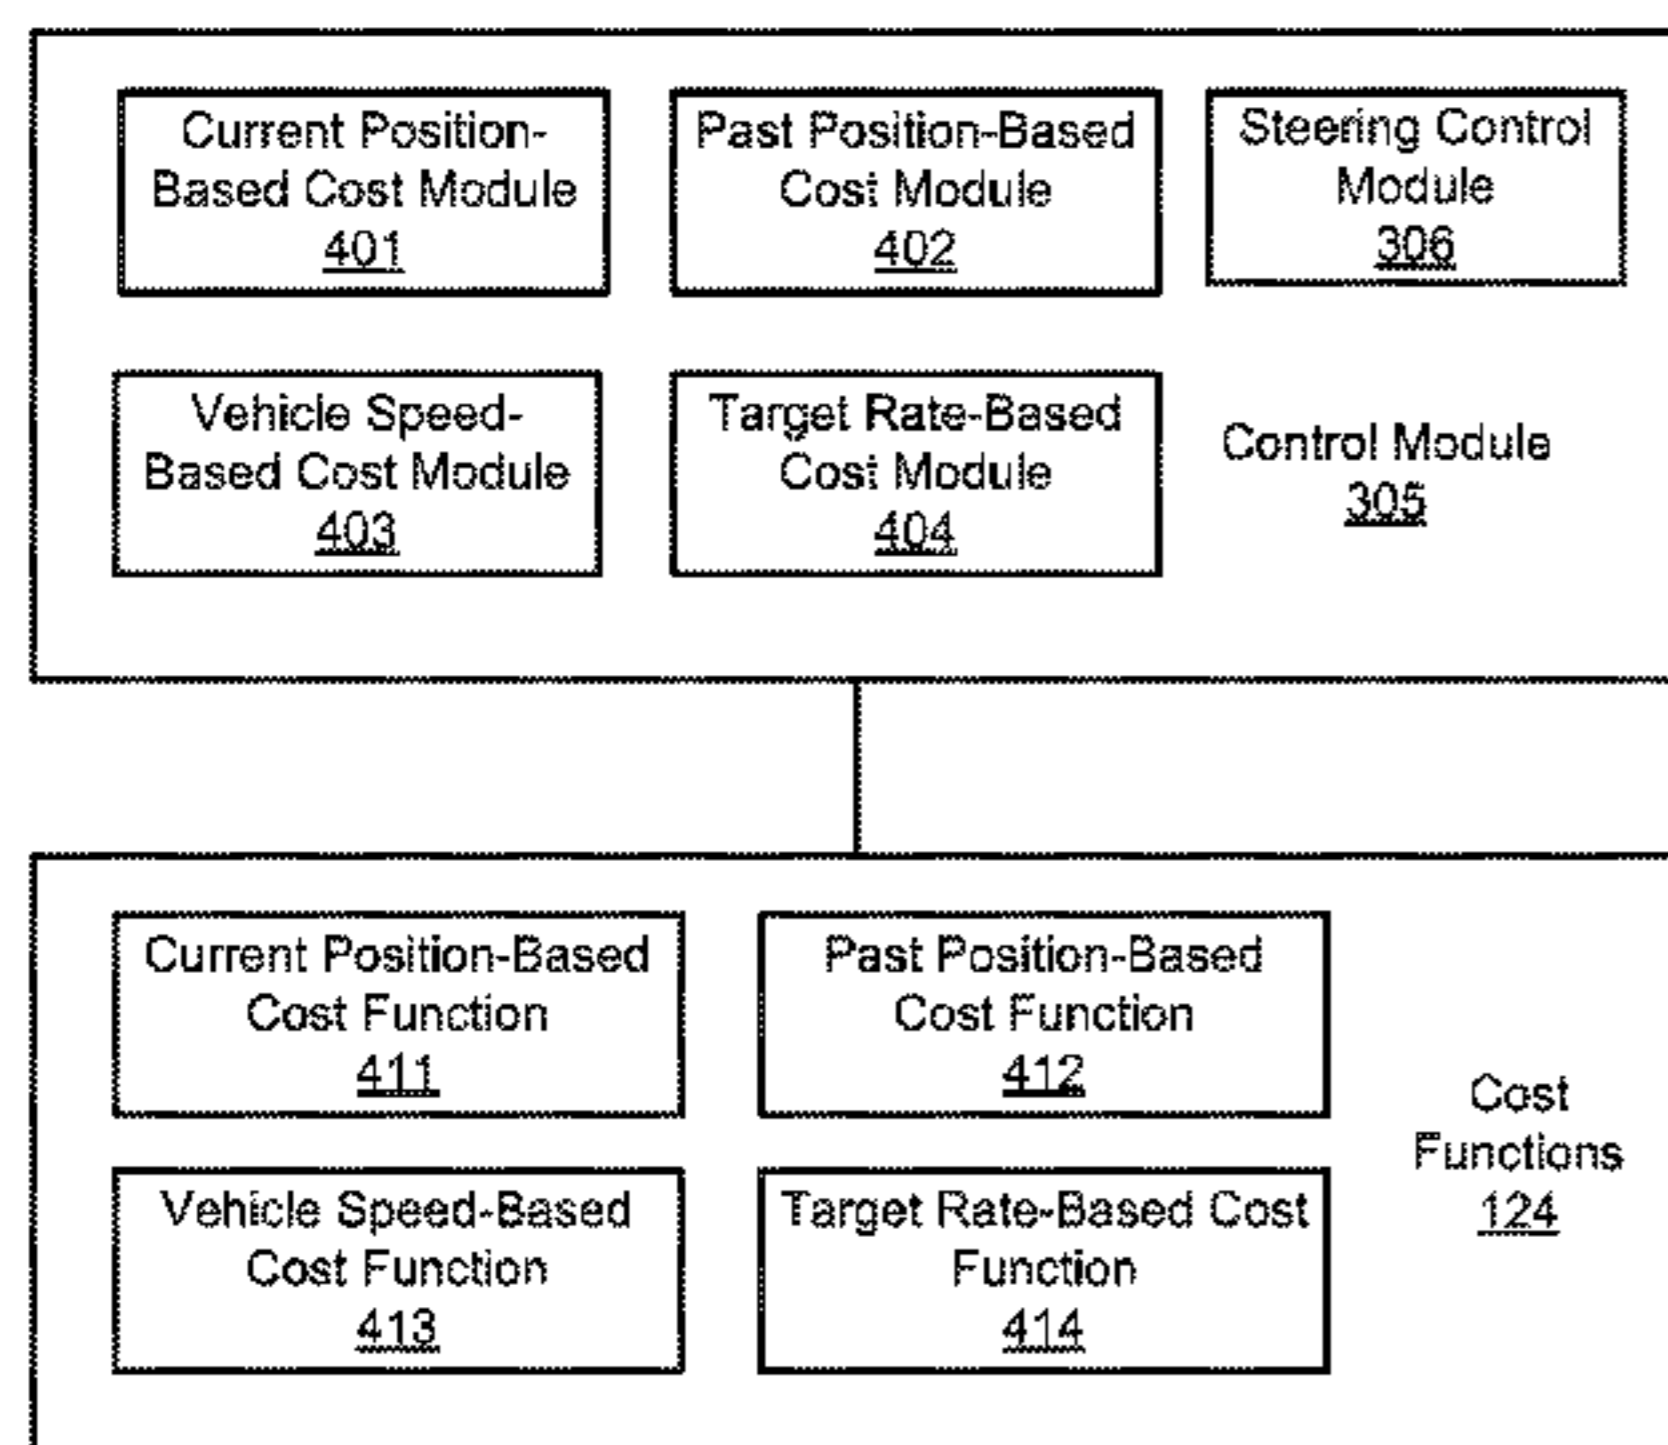 Current Position-
Based Cost Module
401
Past Position-Based
Cost Module
402
Steering Control
Module
306
Vehicle Speed-
Based Cost Module
403
Target Rate-Based
Cost Module
404
Control Module
305
Current Position-Based
Cost Function
411
Past Position-Based
Cost Function
412
Vehicle Speed-Based
Cost Function
413
Target Rate-Based Cost
Function
414
Cost
Functions
124